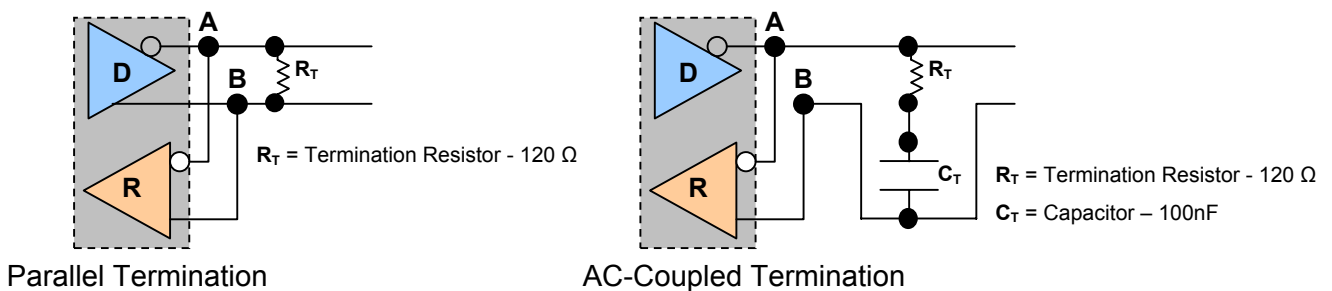 A
D
B
R_T
R_T = Termination Resistor - 120 Ω
R
Parallel Termination
A
D
B
R_T
R
C_T
R_T = Termination Resistor - 120 Ω
C_T = Capacitor – 100nF
AC-Coupled Termination